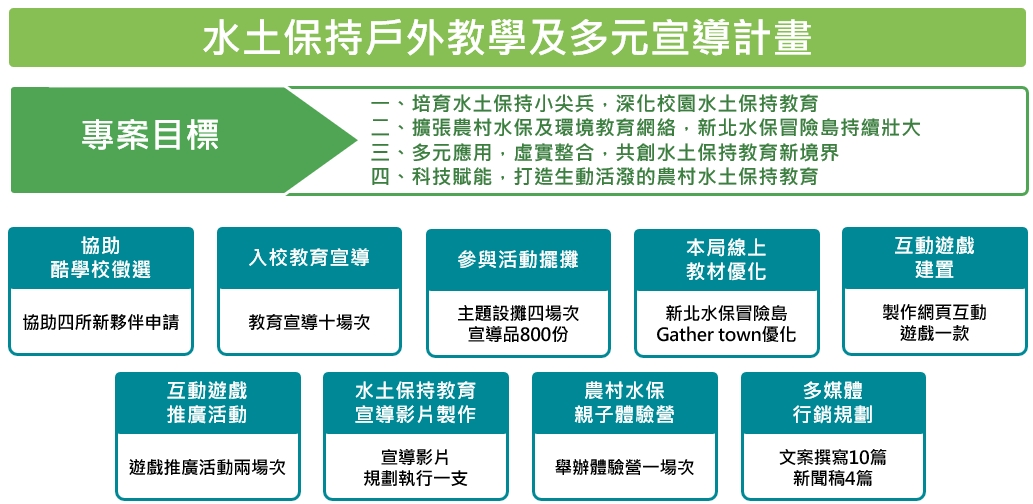 水土保持戶外教學及多元宣導計畫
專案目標
一、培育水土保持小尖兵，深化校園水土保持教育
二、擴張農村水保及環境教育網絡，新北水保冒險島持續壯大
三、多元應用，虛實整合，共創水土保持教育新境界
四、科技賦能，打造生動活潑的農村水土保持教育
協助
酷學校徵選
協助四所新夥伴申請
入校教育宣導
教育宣導十場次
參與活動擺攤
主題設攤四場次
宣導品800份
本局線上
教材優化
新北水保冒險島
Gather town優化
互動遊戲
建置
製作網頁互動
遊戲一款
互動遊戲
推廣活動
遊戲推廣活動兩場次
水土保持教育
宣導影片製作
宣導影片
規劃執行一支
農村水保
親子體驗營
舉辦體驗營一場次
多媒體
行銷規劃
文案撰寫10篇
新聞稿4篇